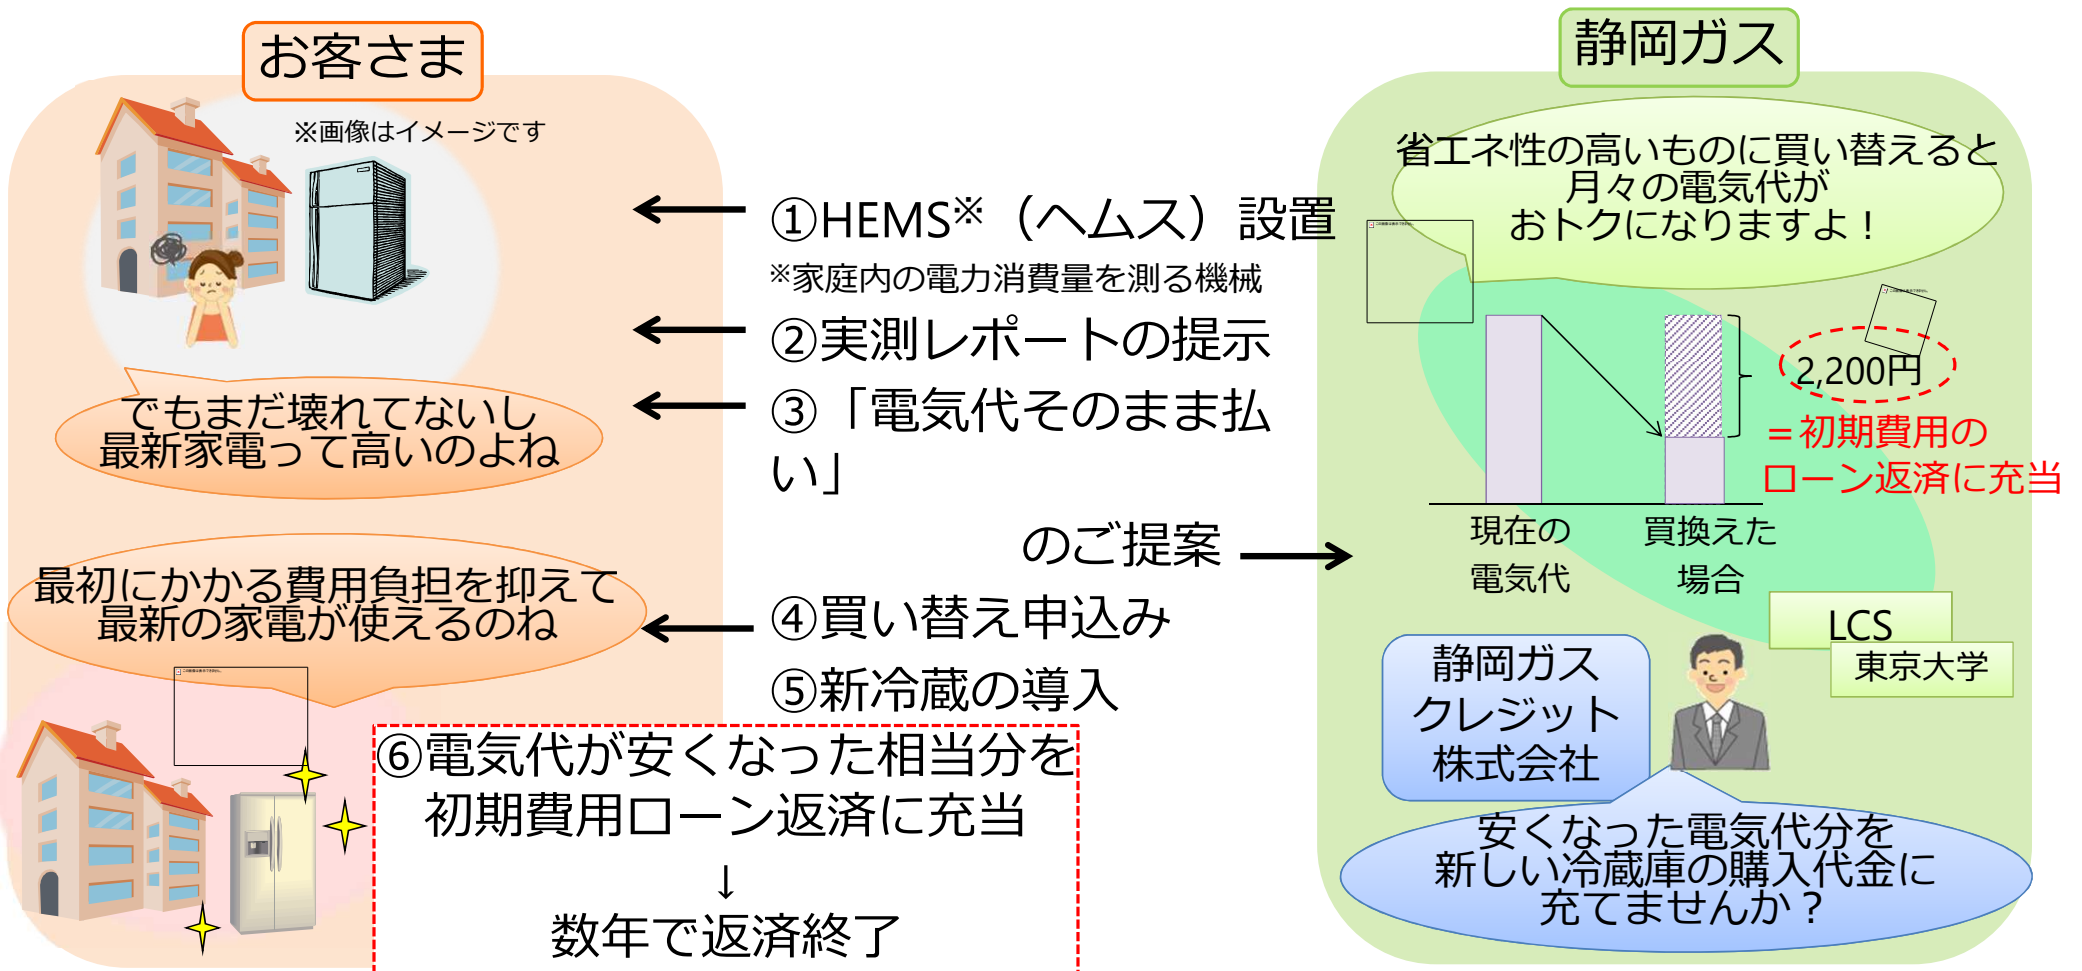 お客さま
※画像はイメージです
でもまだ壊れてないし
最新家電って高いのよね
最初にかかる費用負担を抑えて
最新の家電が使えるのね
①HEMS※（ヘムス）設置
※家庭内の電力消費量を測る機械
②実測レポートの提示
③「電気代そのまま払
い」
のご提案
④買い替え申込み
⑤新冷蔵の導入
⑥電気代が安くなった相当分を
初期費用ローン返済に充当
↓
数年で返済終了
静岡ガス
省エネ性の高いものに買い替えると
月々の電気代が
おトクになりますよ！
2,200円
＝初期費用の
ローン返済に充当
現在の
電気代
買換えた
場合
LCS
東京大学
静岡ガス
クレジット
株式会社
安くなった電気代分を
新しい冷蔵庫の購入代金に
充てませんか？